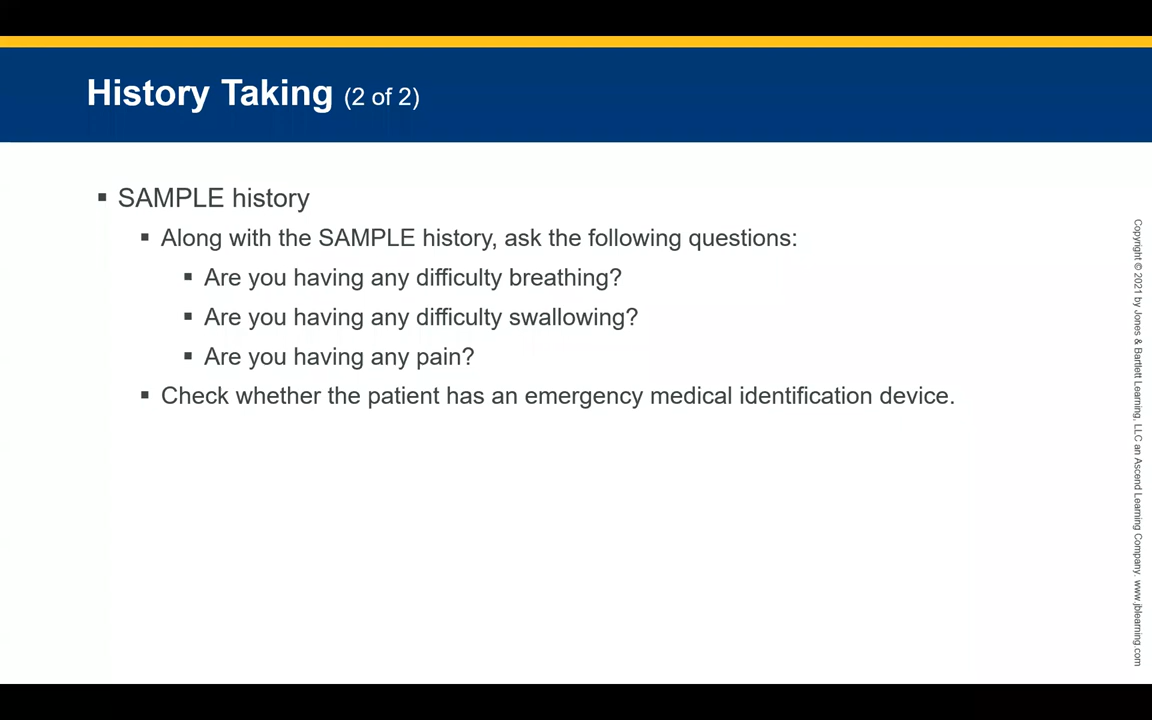 History Taking (2 of 2)
▪ SAMPLE history
▪ Along with the SAMPLE history, ask the following questions:
▪ Are you having any difficulty breathing?
▪ Are you having any difficulty swallowing?
▪ Are you having any pain?
▪ Check whether the patient has an emergency medical identification device.
Copyright © 2021 by Jones & Bartlett Learning, LLC an Ascend Learning Company. www.jblearning.com